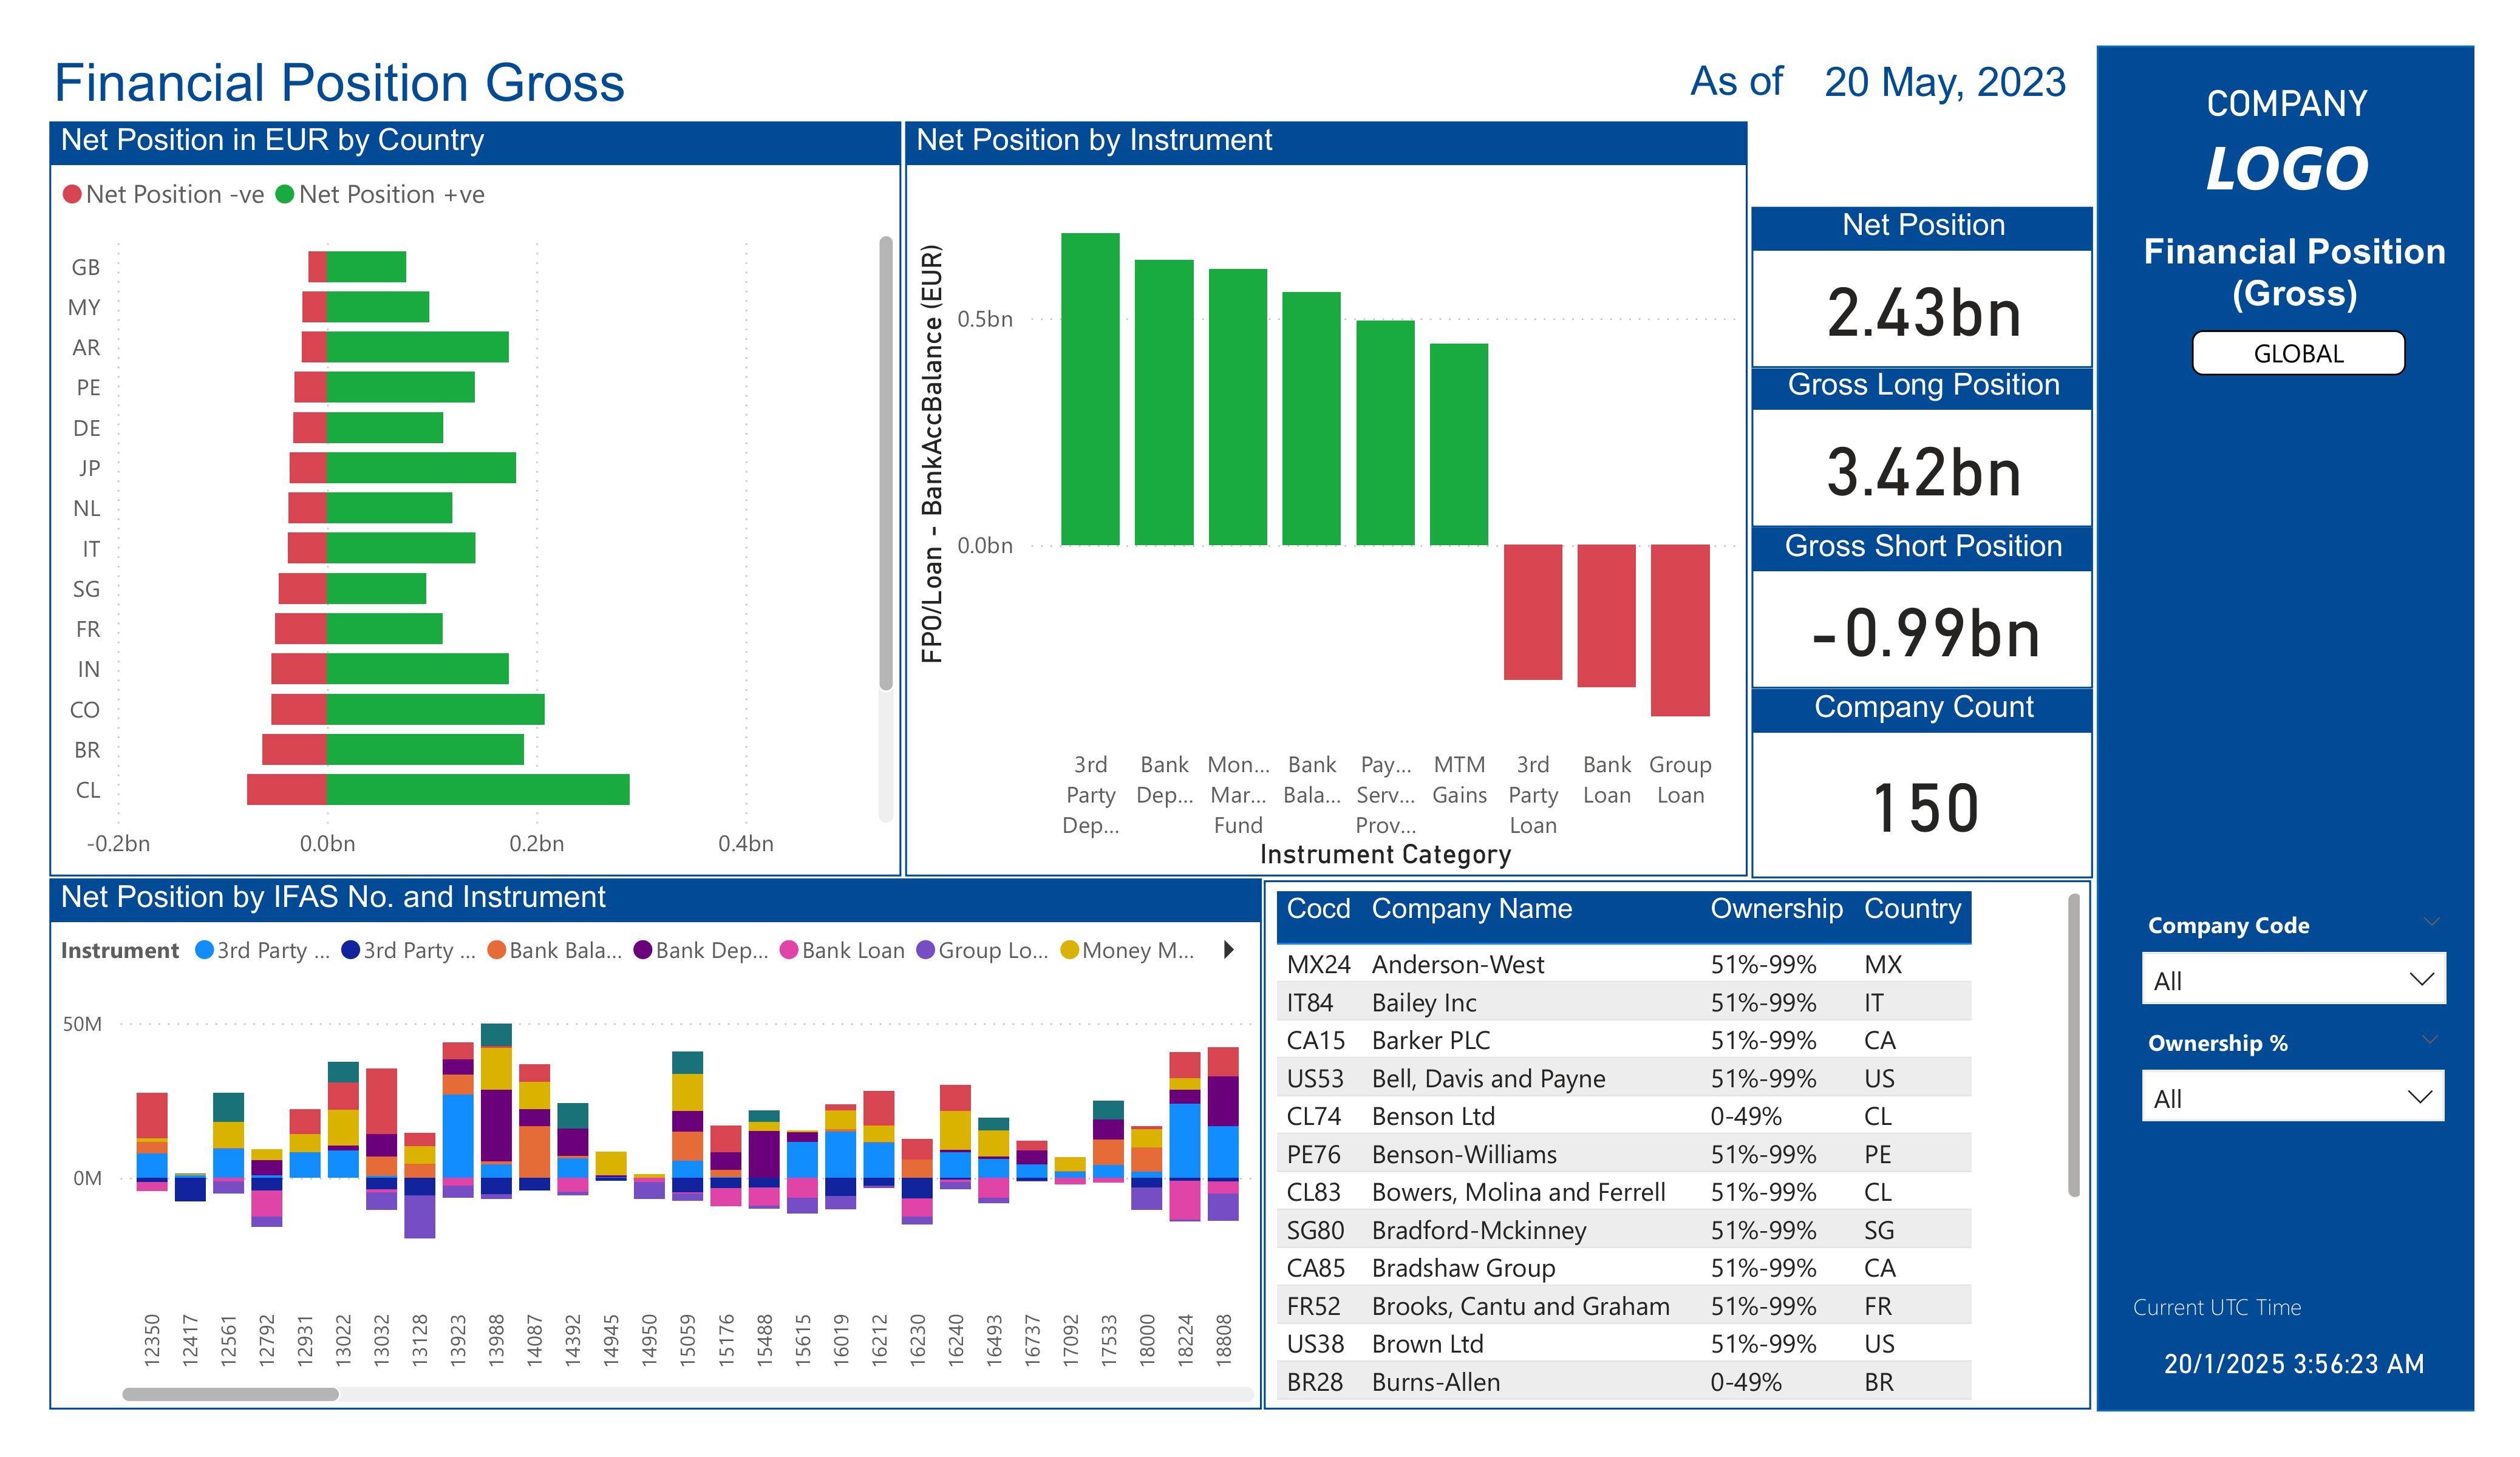 Financial Position Gross
As of 20 May, 2023
Net Position in EUR by Country
Net Position -ve Net Position +ve
GB
MY
AR
PE
DE
JP
NL
IT
SG
FR
IN
CO
BR
CL
-0.2bn 0.0bn 0.2bn 0.4bn
Net Position by Instrument
FPO/Loan - BankAccBalance (EUR)
0.5bn
0.0bn
3rd Bank Mon... Bank Pay... MTM 3rd Bank Group
Party Dep... Mar... Bala... Serv... Gains Party Loan Loan
Dep... Fund Prov... Loan
Instrument Category
Net Position
2.43bn
Gross Long Position
3.42bn
Gross Short Position
-0.99bn
Company Count
150
Net Position by IFAS No. and Instrument
Instrument 3rd Party ... 3rd Party ... Bank Bala... Bank Dep... Bank Loan Group Lo... Money M...
50M
0M
12350 12417 12561 12792 12931 13022 13032 13128 13923 13988 14087 14392 14945 14950 15059 15176 15488 15615 16019 16212 16230 16240 16493 16737 17092 17533 18000 18224 18808
Cocd Company Name Ownership Country
MX24 Anderson-West 51%-99% MX
IT84 Bailey Inc 51%-99% IT
CA15 Barker PLC 51%-99% CA
US53 Bell, Davis and Payne 51%-99% US
CL74 Benson Ltd 0-49% CL
PE76 Benson-Williams 51%-99% PE
CL83 Bowers, Molina and Ferrell 51%-99% CL
SG80 Bradford-Mckinney 51%-99% SG
CA85 Bradshaw Group 51%-99% CA
FR52 Brooks, Cantu and Graham 51%-99% FR
US38 Brown Ltd 51%-99% US
BR28 Burns-Allen 0-49% BR
COMPANY
LOGO
Financial Position
(Gross)
GLOBAL
Company Code
All
Ownership %
All
Current UTC Time
20/1/2025 3:56:23 AM